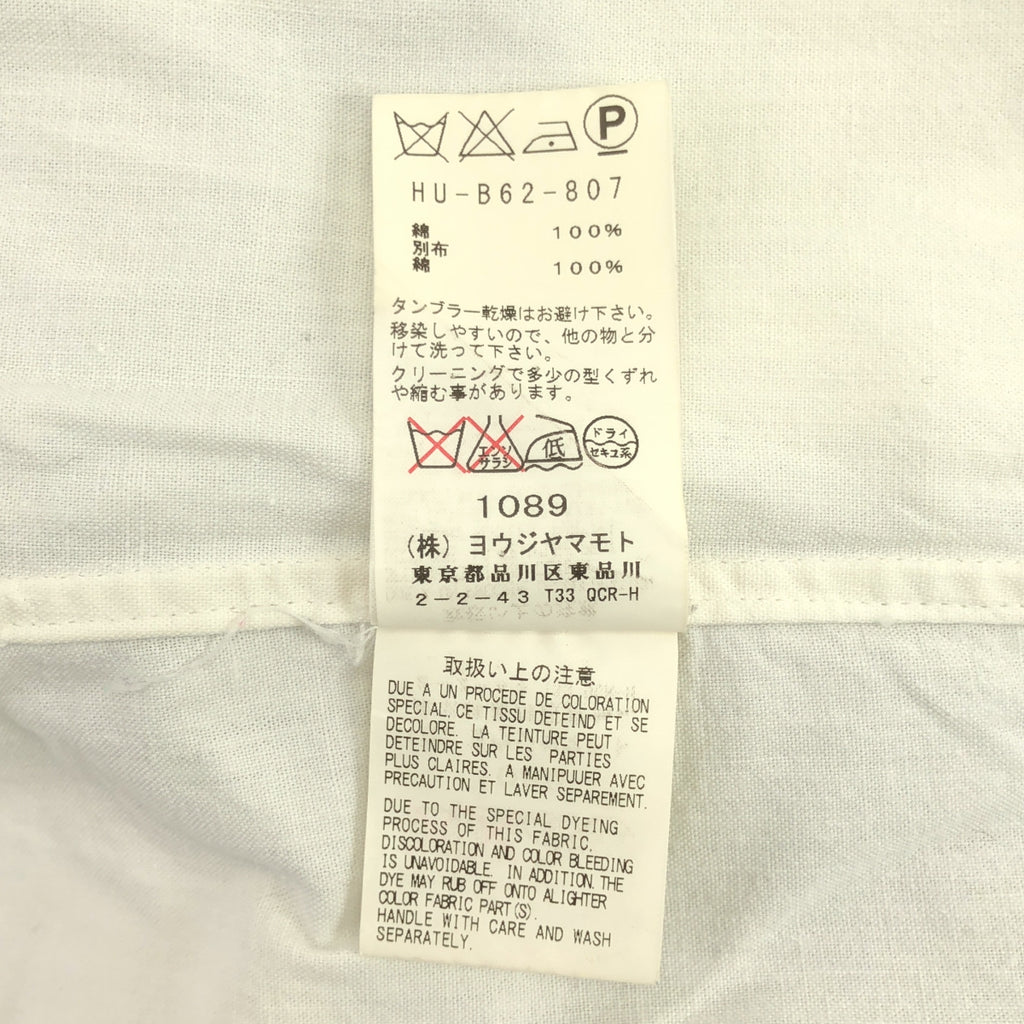 P
HU-B62-807
綿 100%
別布
綿 100%
タンブラー乾燥はお避け下さい。
移染しやすいので、他の物と分
けて洗って下さい。
クリーニングで多少の型くずれ
や縮む事があります。
エンソ サラシ 低 ドライ セキユ系
1089
(株) ヨウジヤマモト
東京都品川区東品川
2-2-43 T33 QCR-H
取扱い上の注意
DUE A UN PROCEDE DE COLORATION
SPECIAL. CE TISSU DETEIND ET SE
DECOLORE. LA TEINTURE PEUT
DETEINDRE SUR LES PARTIES
PLUS CLAIRES. A MANIPUUER AVEC
PRECAUTION ET LAVER SEPAREMENT.
DUE TO THE SPECIAL DYEING
PROCESS OF THIS FABRIC,
DISCOLORATION AND COLOR BLEEDING
IS UNAVOIDABLE. IN ADDITION. THE
DYE MAY RUB OFF ONTO ALIGHTER
COLOR FABRIC PART(S).
HANDLE WITH CARE AND WASH
SEPARATELY.